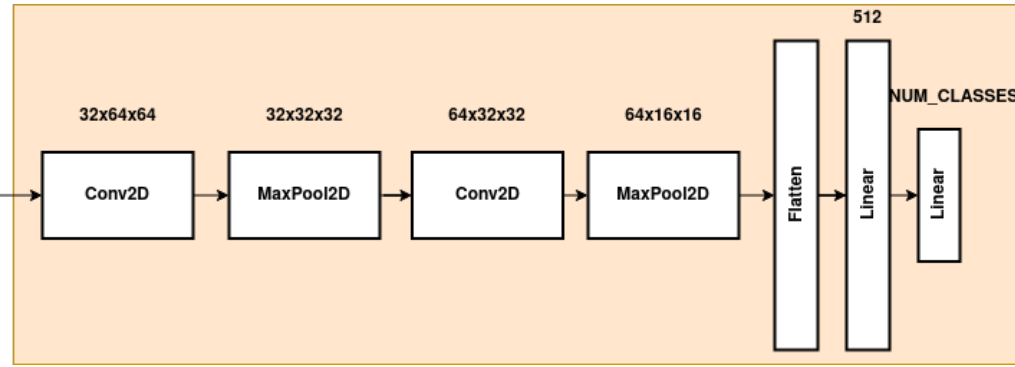 512
NUM_CLASSES
32x64x64
32x32x32
64x32x32
64x16x16
Conv2D
MaxPool2D
Conv2D
MaxPool2D
Flatten
Linear
Linear